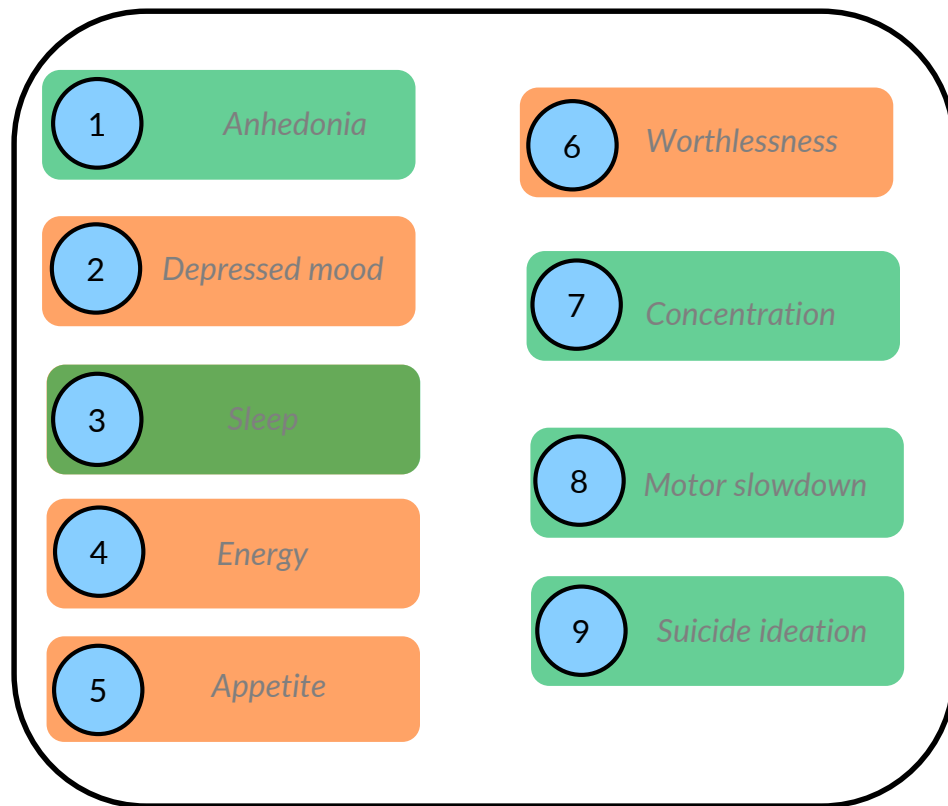 1 Anhedonia
2 Depressed mood
3 Sleep
4 Energy
5 Appetite
6 Worthlessness
7 Concentration
8 Motor slowdown
9 Suicide ideation